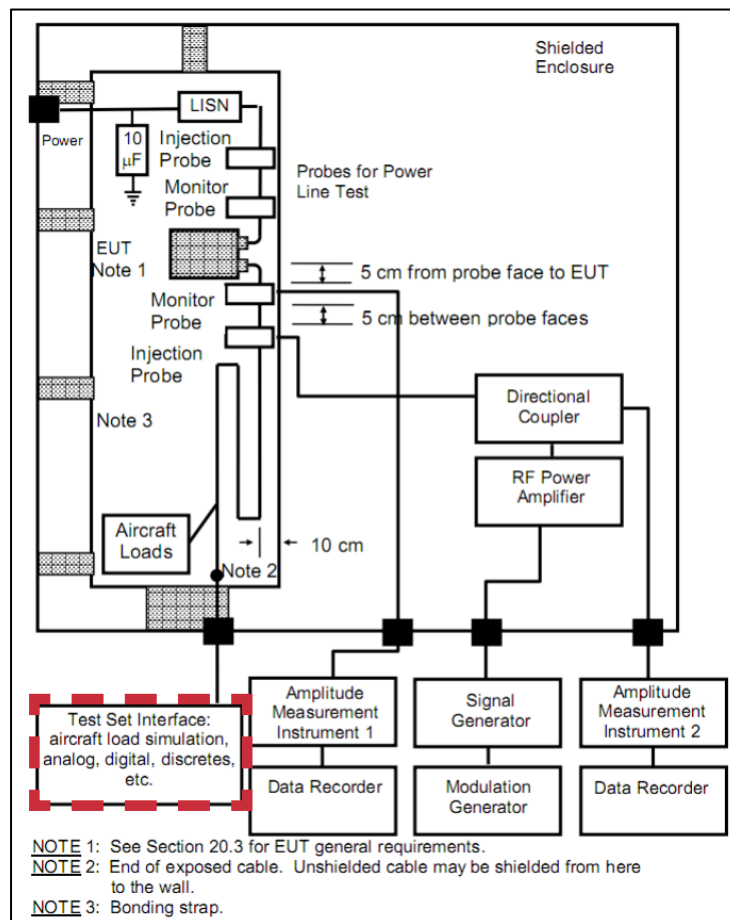 Shielded
Enclosure
LISN
Power
10
µF
Injection
Probe
Probes for Power
Line Test
Monitor
Probe
EUT
Note 1
5 cm from probe face to EUT
Monitor
Probe
5 cm between probe faces
Injection
Probe
Directional
Coupler
Note 3
RF Power
Amplifier
Aircraft
Loads
10 cm
Note 2
Test Set Interface:
aircraft load simulation,
analog, digital, discretes,
etc.
Amplitude
Measurement
Instrument 1
Signal
Generator
Amplitude
Measurement
Instrument 2
Data Recorder
Modulation
Generator
Data Recorder
NOTE 1: See Section 20.3 for EUT general requirements.
NOTE 2: End of exposed cable. Unshielded cable may be shielded from here
to the wall.
NOTE 3: Bonding strap.